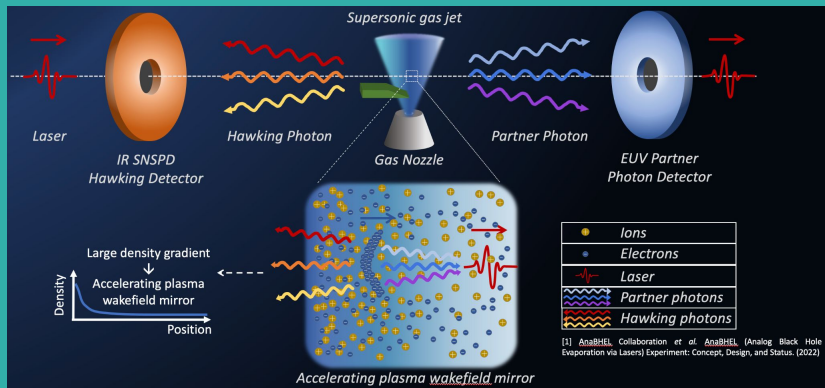 Supersonic gas jet
Laser
IR SNSPD
Hawking Detector
Hawking Photon
Gas Nozzle
Partner Photon
EUV Partner
Photon Detector
Large density gradient
Accelerating plasma
wakefield mirror
Density
Position
Accelerating plasma wakefield mirror
Ions
Electrons
Laser
Partner photons
Hawking photons
[1] AnaBHEL Collaboration et al. AnaBHEL (Analog Black Hole
Evaporation via Lasers) Experiment: Concept, Design, and Status. (2022)